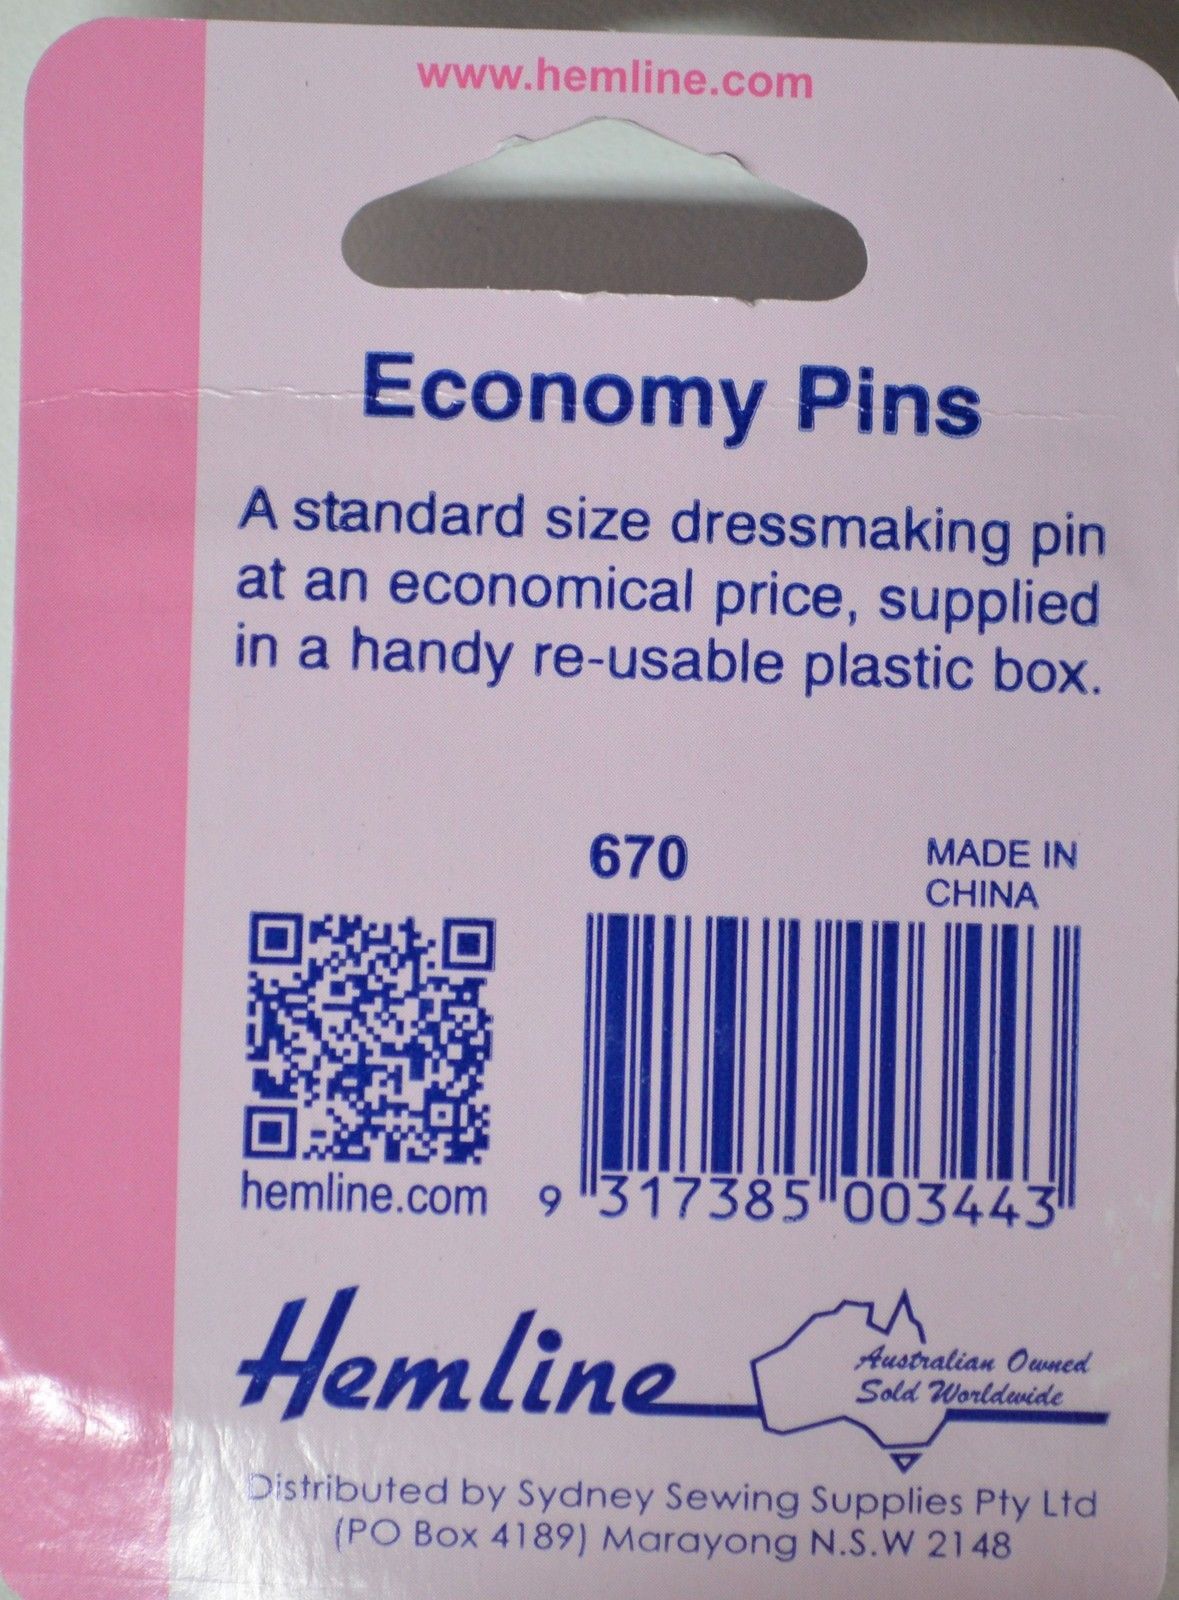 www.hemline.com
Economy Pins
A standard size dressmaking pin
at an economical price, supplied
in a handy re-usable plastic box.
670
MADE IN
CHINA
hemline.com
9 317385 003443
Hemline
Australian Owned
Sold Worldwide
Distributed by Sydney Sewing Supplies Pty Ltd
(PO Box 4189) Marayong N.S.W 2148